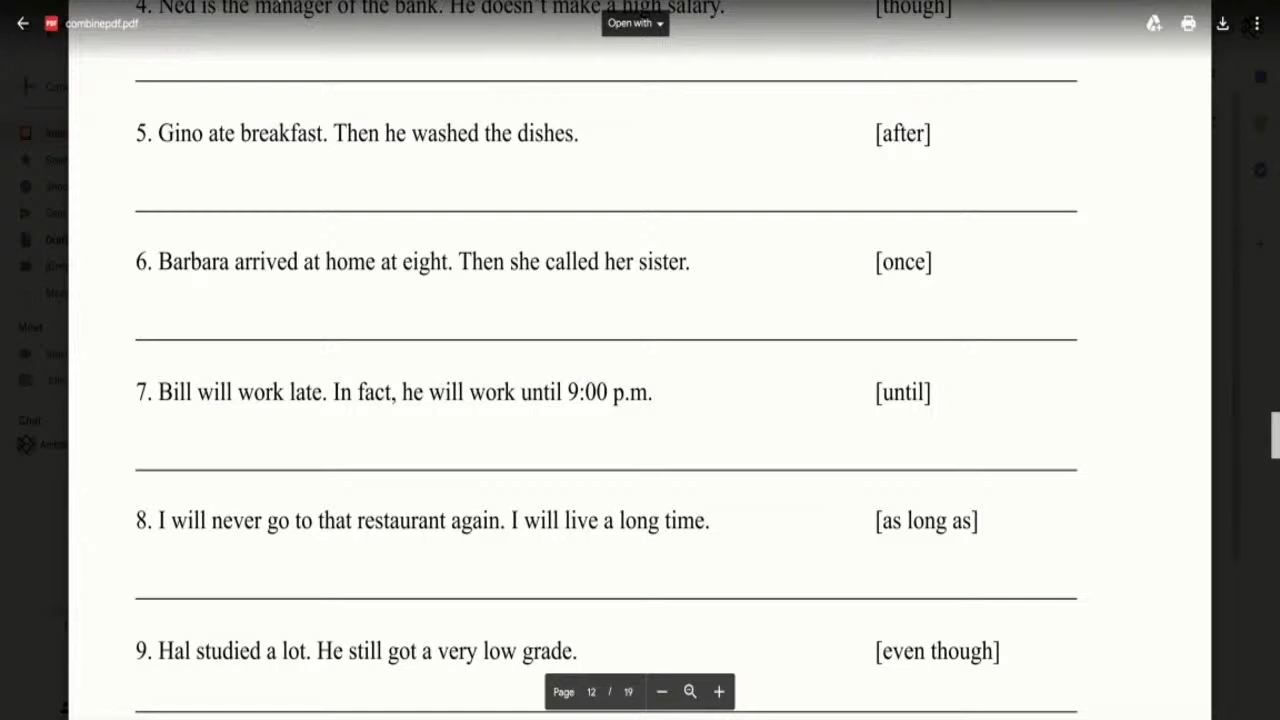 4. Ned is the manager of the bank. He doesn't make a high salary. [though]
combinepdf.pdf
Open with
5. Gino ate breakfast. Then he washed the dishes. [after]
6. Barbara arrived at home at eight. Then she called her sister. [once]
7. Bill will work late. In fact, he will work until 9:00 p.m. [until]
8. I will never go to that restaurant again. I will live a long time. [as long as]
9. Hal studied a lot. He still got a very low grade. [even though]
Page 12 / 19